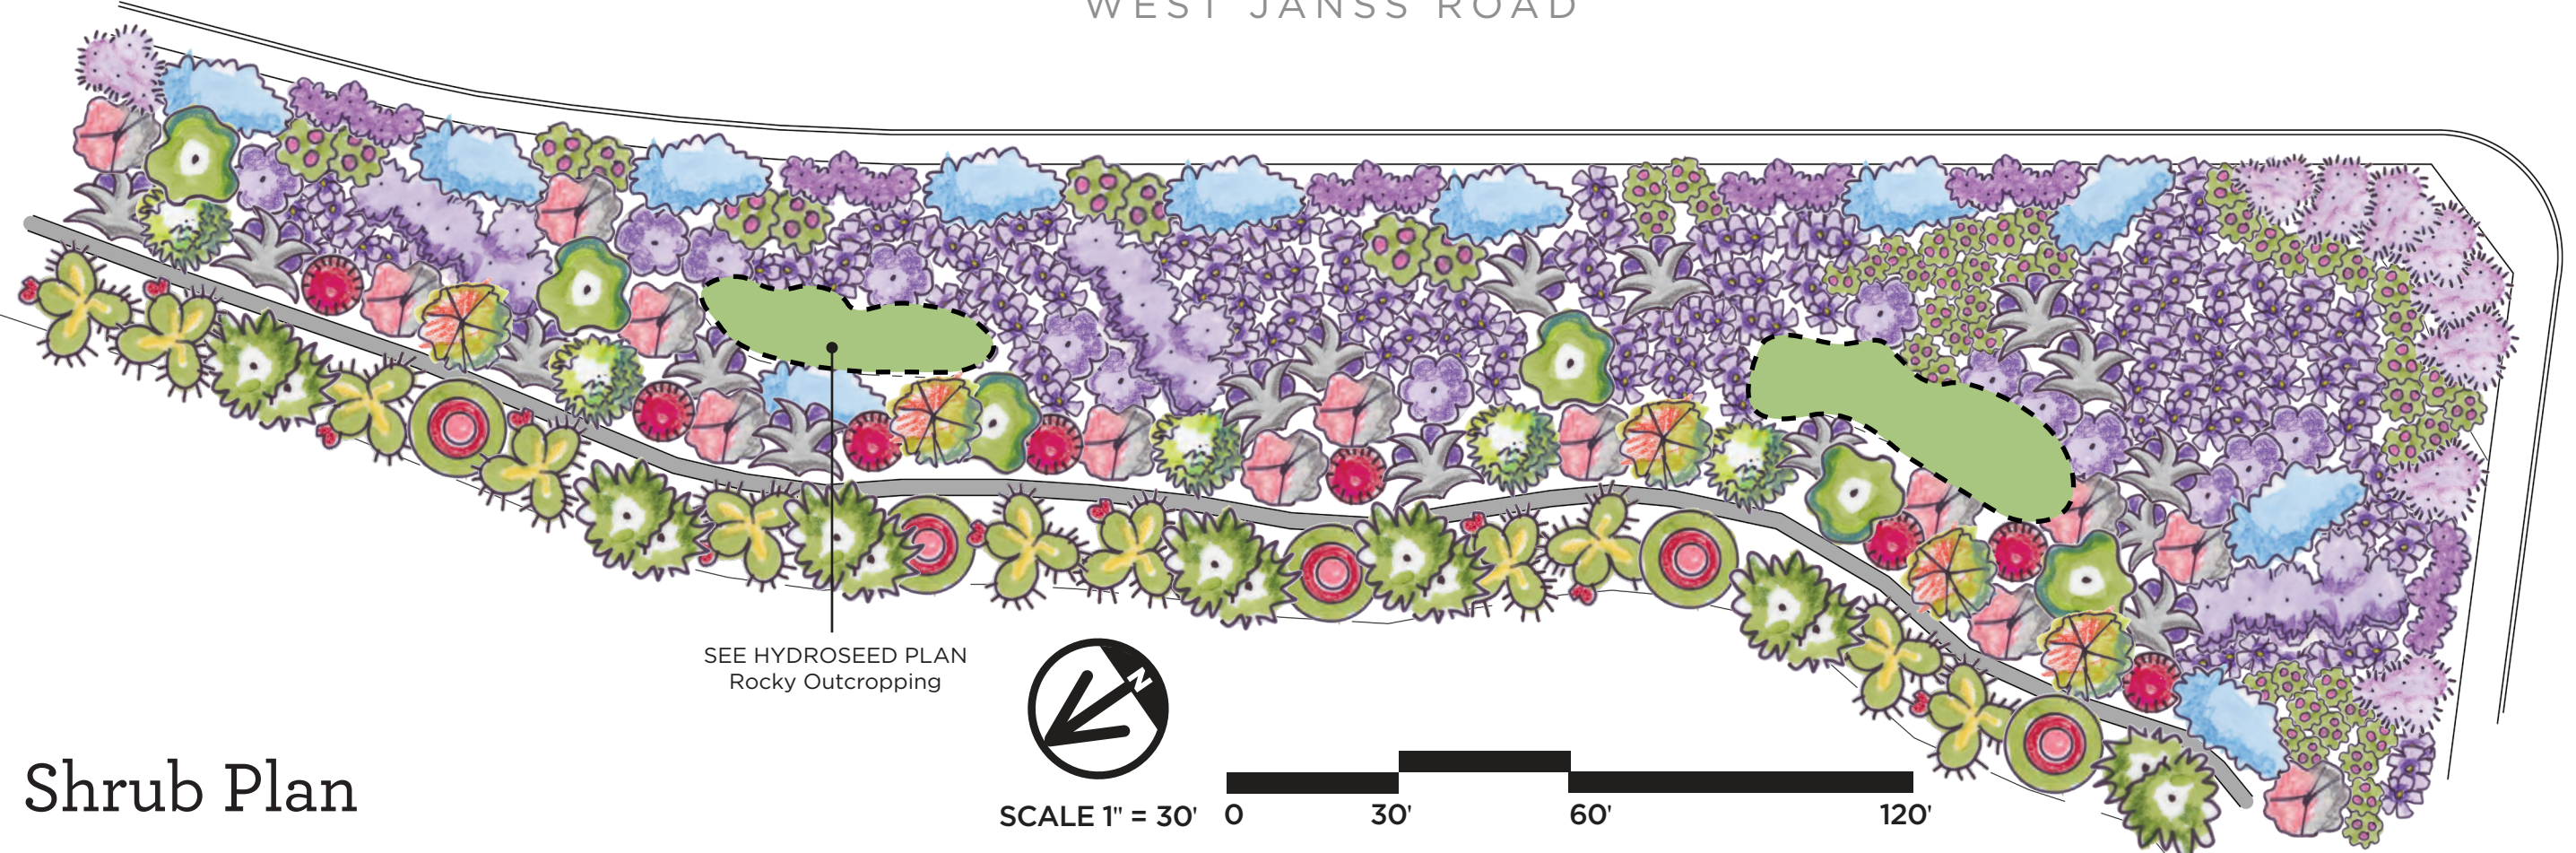 WEST JANSS ROAD
SEE HYDROSEED PLAN
Rocky Outcropping
N
Shrub Plan
SCALE 1" = 30' 0 30' 60' 120'